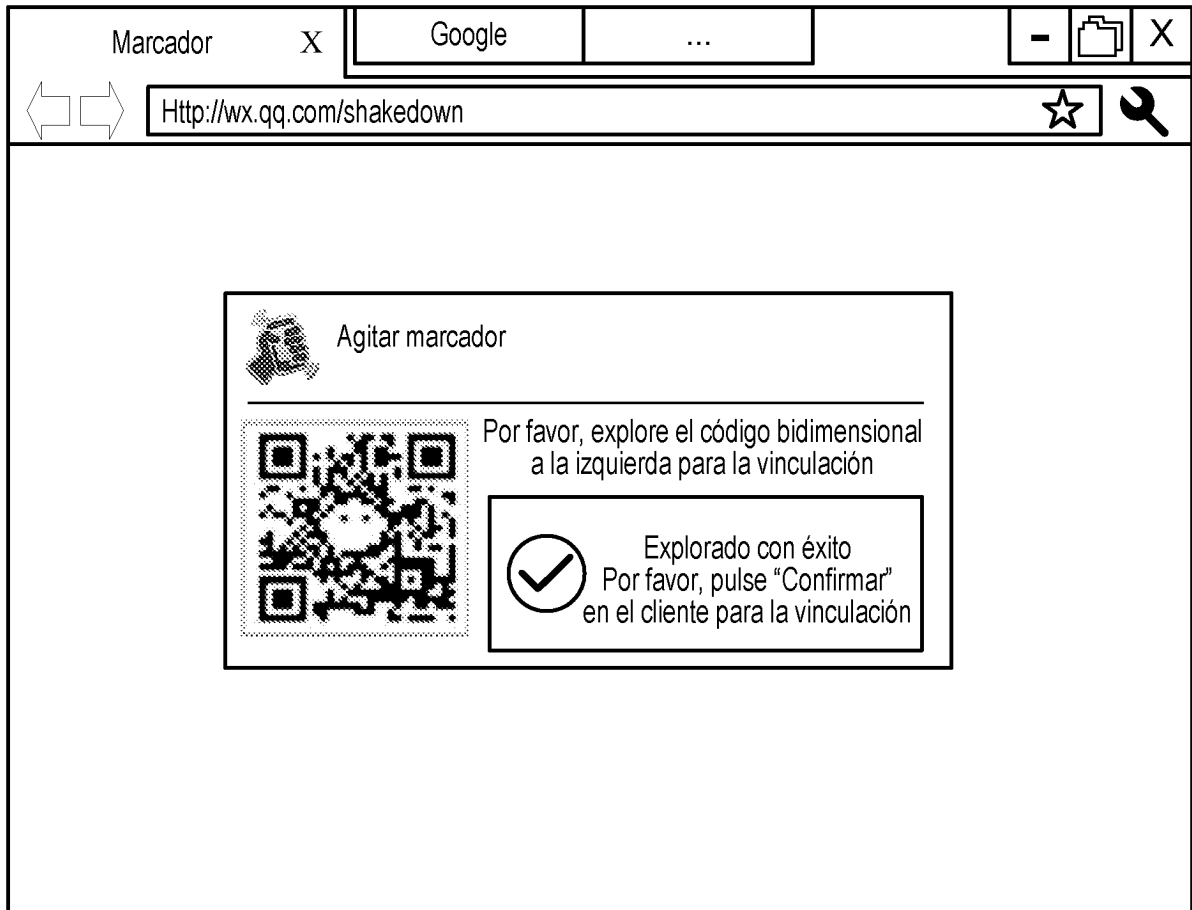 Marcador X Google ... - X
Http://wx.qq.com/shakedown
Agitar marcador
Por favor, explore el código bidimensional
a la izquierda para la vinculación
Explorado con éxito
Por favor, pulse “Confirmar”
en el cliente para la vinculación